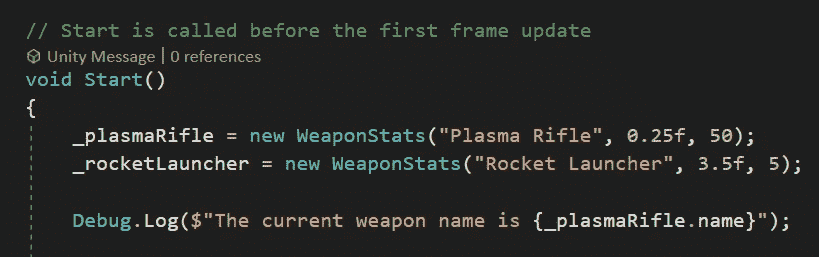 // Start is called before the first frame update
Unity Message | 0 references
void Start()
{
_plasmaRifle = new WeaponStats("Plasma Rifle", 0.25f, 50);
_rocketLauncher = new WeaponStats("Rocket Launcher", 3.5f, 5);
Debug.Log($"The current weapon name is {_plasmaRifle.name}");